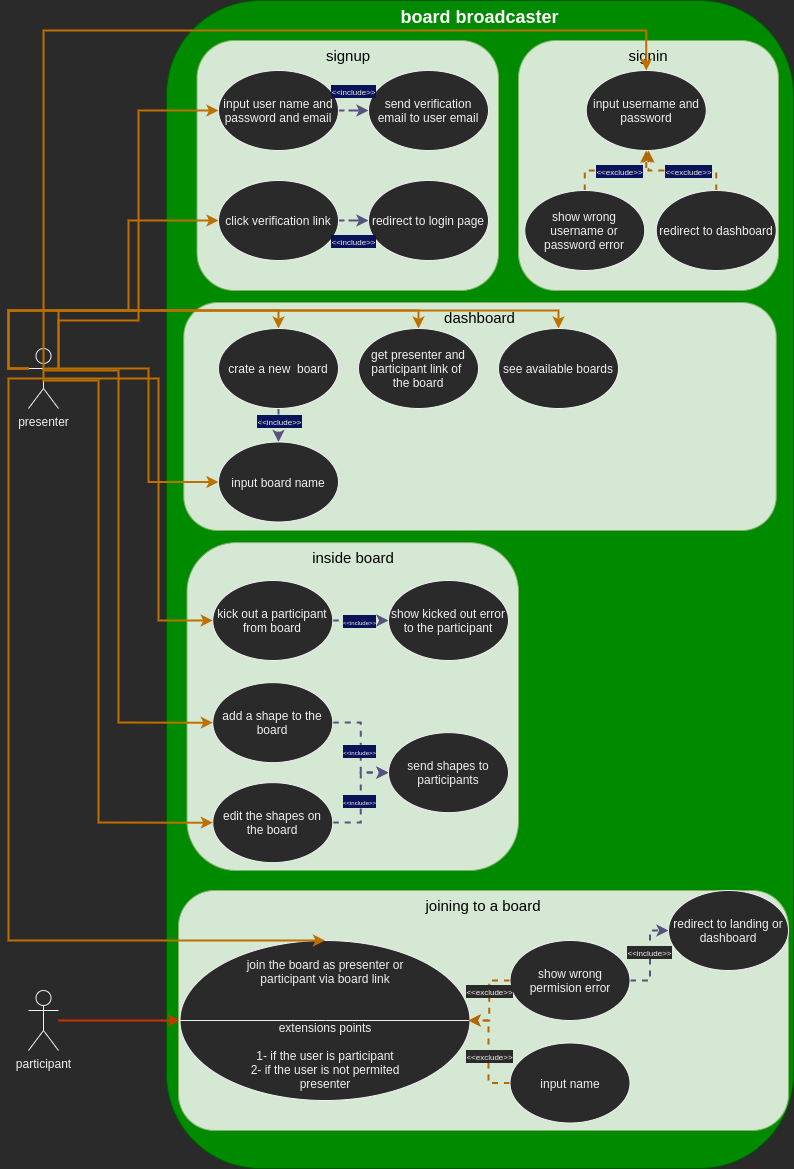 board broadcaster
signup
input user name and
password and email
<<include>>
send verification
email to user email
click verification link
<<include>>
redirect to login page
signin
input username and
password
<<exclude>>
<<exclude>>
show wrong
username or
password error
redirect to dashboard
presenter
dashboard
crate a new  board
get presenter and
participant link of
the board
see available boards
<<include>>
input board name
inside board
kick out a participant
from board
<<include>>
show kicked out error
to the participant
add a shape to the
board
<<include>>
send shapes to
participants
<<include>>
edit the shapes on
the board
joining to a board
redirect to landing or
dashboard
<<include>>
join the board as presenter or
participant via board link
show wrong
permision error
<<exclude>>
extensions points
1- if the user is participant
2- if the user is not permited
presenter
<<exclude>>
input name
participant